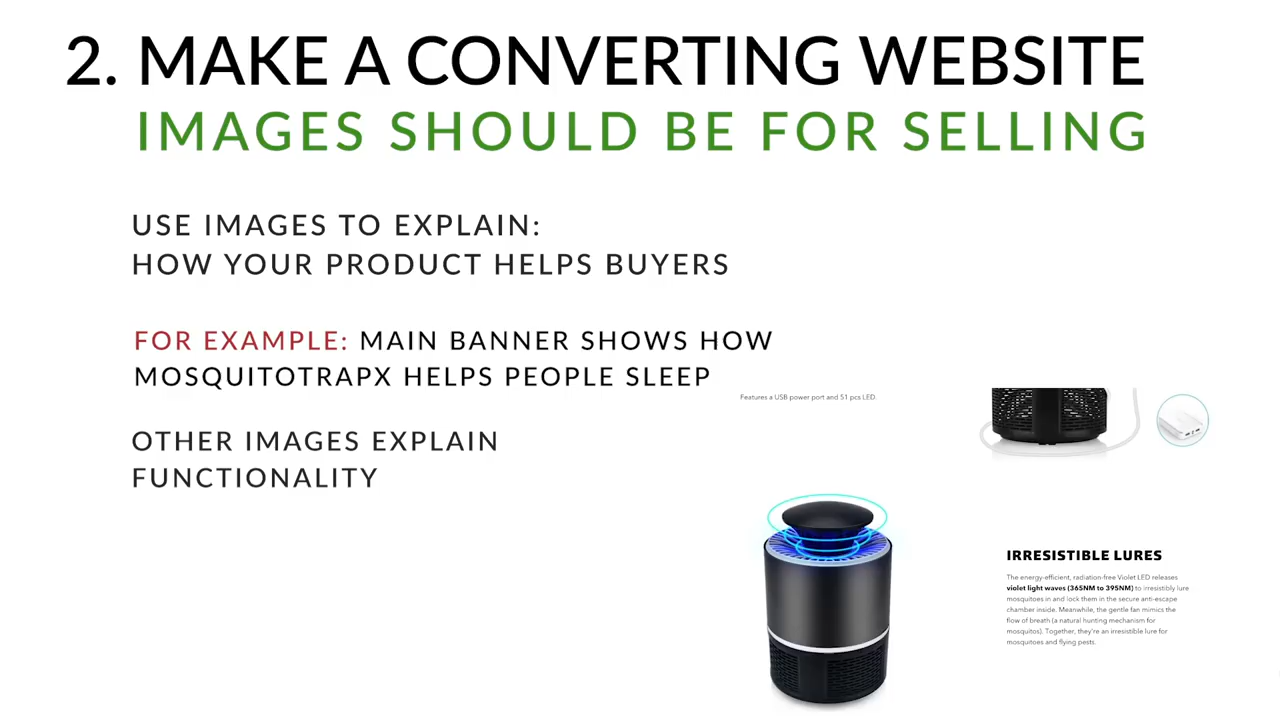 2. MAKE A CONVERTING WEBSITE
IMAGES SHOULD BE FOR SELLING
USE IMAGES TO EXPLAIN:
HOW YOUR PRODUCT HELPS BUYERS
FOR EXAMPLE: MAIN BANNER SHOWS HOW
MOSQUITOTRAPX HELPS PEOPLE SLEEP
Features a USB power port and 51 pcs LED.
OTHER IMAGES EXPLAIN
FUNCTIONALITY
IRRESISTIBLE LURES
The energy-efficient, radiation-free Violet LED releases
violet light waves (365NM to 395NM) to irresistibly lure
mosquitoes in and lock them in the secure anti-escape
chamber inside. Meanwhile, the gentle fan mimics the
flow of breath (a natural hunting mechanism for
mosquitos). Together, they're an irresistible lure for
mosquitoes and flying pests.